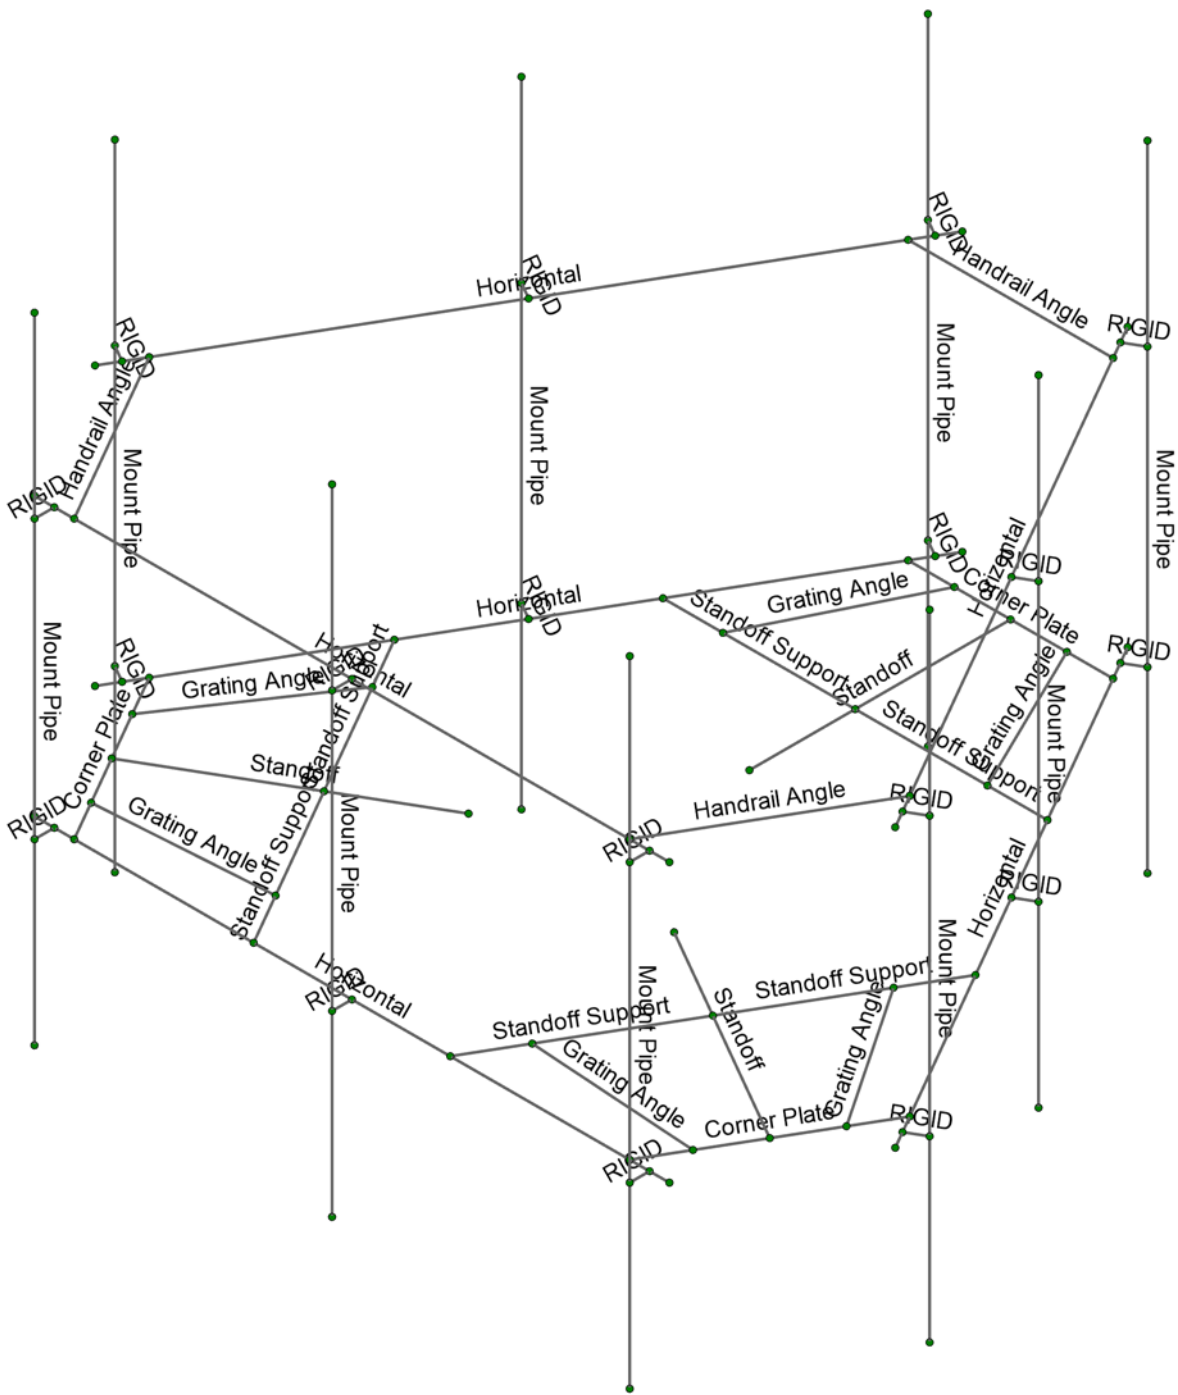 RIGID
Handrail Angle
Horizontal
RIGID
RIGID
RIGID
Mount Pipe
Handrail Angle
Mount Pipe
Mount Pipe
Mount Pipe
RIGID
RIGID
Horizontal
RIGID
Corner Plate
Grating Angle
Horizontal
RIGID
Standoff Support
Mount Pipe
Horizontal
RIGID
Standoff Support
Grating Angle
RIGID
RIGID
Standoff
Grating Angle
Standoff Support
Mount Pipe
Corner Plate
Standoff
RIGID
Grating Angle
Standoff Support
Mount Pipe
Handrail Angle
RIGID
RIGID
Horizontal
RIGID
Horizontal
RIGID
Standoff Support
Mount Pipe
Mount Pipe
Standoff Support
Standoff
Grating Angle
Grating Angle
Corner Plate
RIGID
RIGID